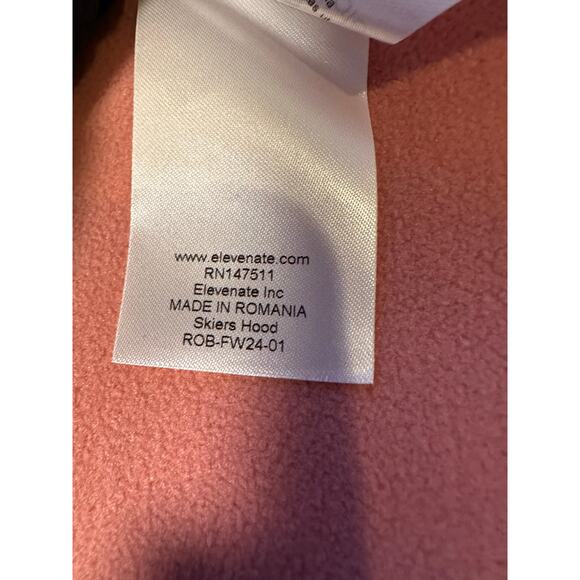 www.elevenate.com
RN147511
Elevenate Inc
MADE IN ROMANIA
Skiers Hood
ROB-FW24-01